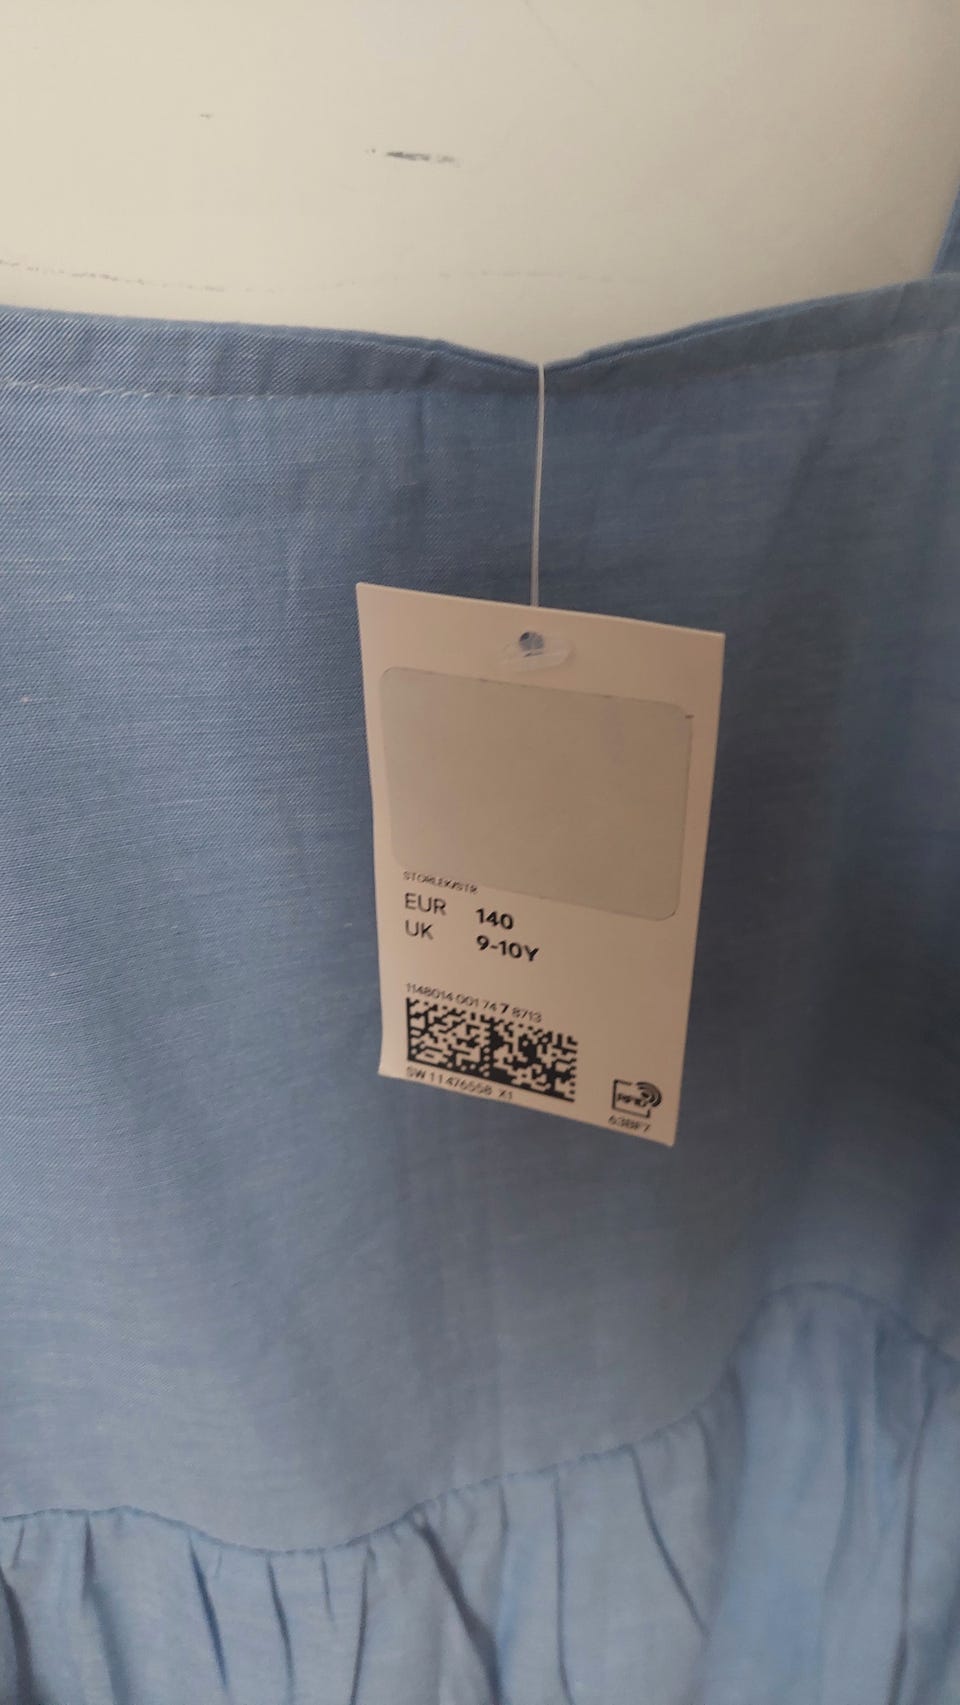 STORLEK/STR
EUR 140
UK 9-10Y
1148014 001 74 7 8713
SW 11476558 X1
RFID
63BF7